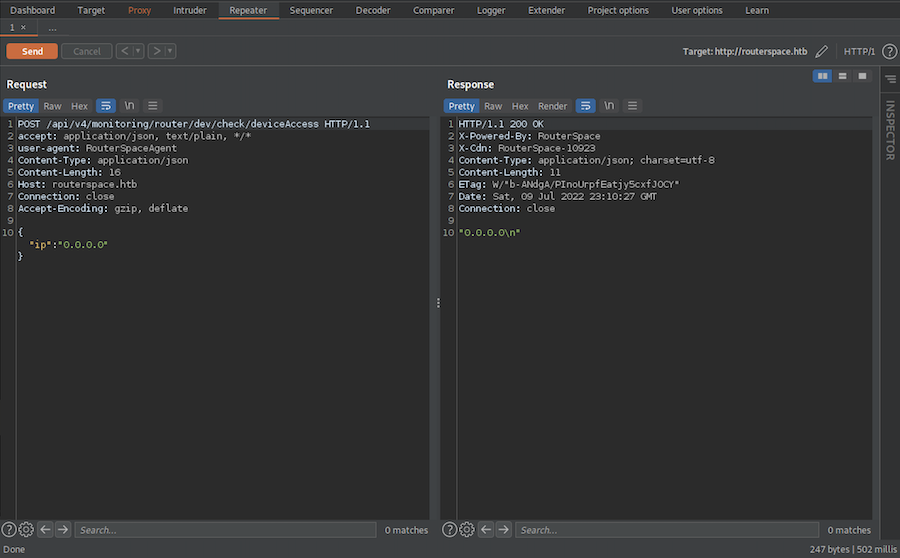 Dashboard Target Proxy Intruder Repeater Sequencer Decoder Comparer Logger Extender Project options User options Learn
1 × ...
Send Cancel < > Target: http://routerspace.htb HTTP/1 ?
Request
Pretty Raw Hex \n
1 POST /api/v4/monitoring/router/dev/check/deviceAccess HTTP/1.1
2 accept: application/json, text/plain, */*
3 user-agent: RouterSpaceAgent
4 Content-Type: application/json
5 Content-Length: 16
6 Host: routerspace.htb
7 Connection: close
8 Accept-Encoding: gzip, deflate
9
10 {
"ip":"0.0.0.0"
}
? Search... 0 matches
Response
Pretty Raw Hex Render \n
1 HTTP/1.1 200 OK
2 X-Powered-By: RouterSpace
3 X-Cdn: RouterSpace-10923
4 Content-Type: application/json; charset=utf-8
5 Content-Length: 11
6 ETag: W/"b-ANdgA/PInoUrpfEatjy5cxfJOCY"
7 Date: Sat, 09 Jul 2022 23:10:27 GMT
8 Connection: close
9
10 "0.0.0.0\n"
? Search... 0 matches
INSPECTOR
Done 247 bytes | 502 millis